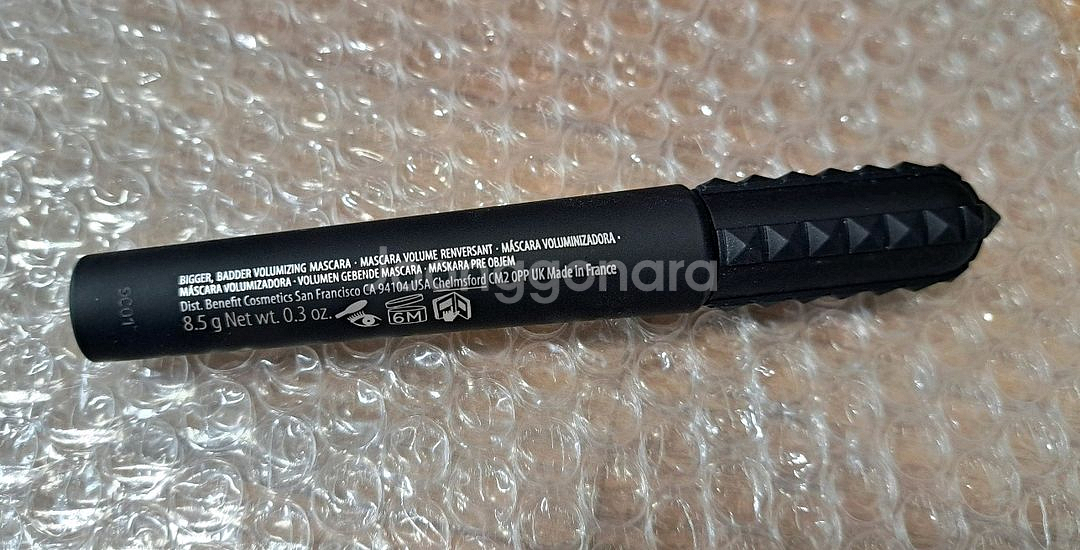 BIGGER, BADDER VOLUMIZING MASCARA · MASCARA VOLUME RENVERSANT · MÁSCARA VOLUMINIZADORA ·
MÁSCARA VOLUMIZADORA · VOLUMEN GEBENDE MASCARA · MASKARA PRE OBJEM
Dist. Benefit Cosmetics San Francisco CA 94104 USA Chelmsford CM2 0PP UK Made in France
8.5 g Net wt. 0.3 oz. 6M
SC01